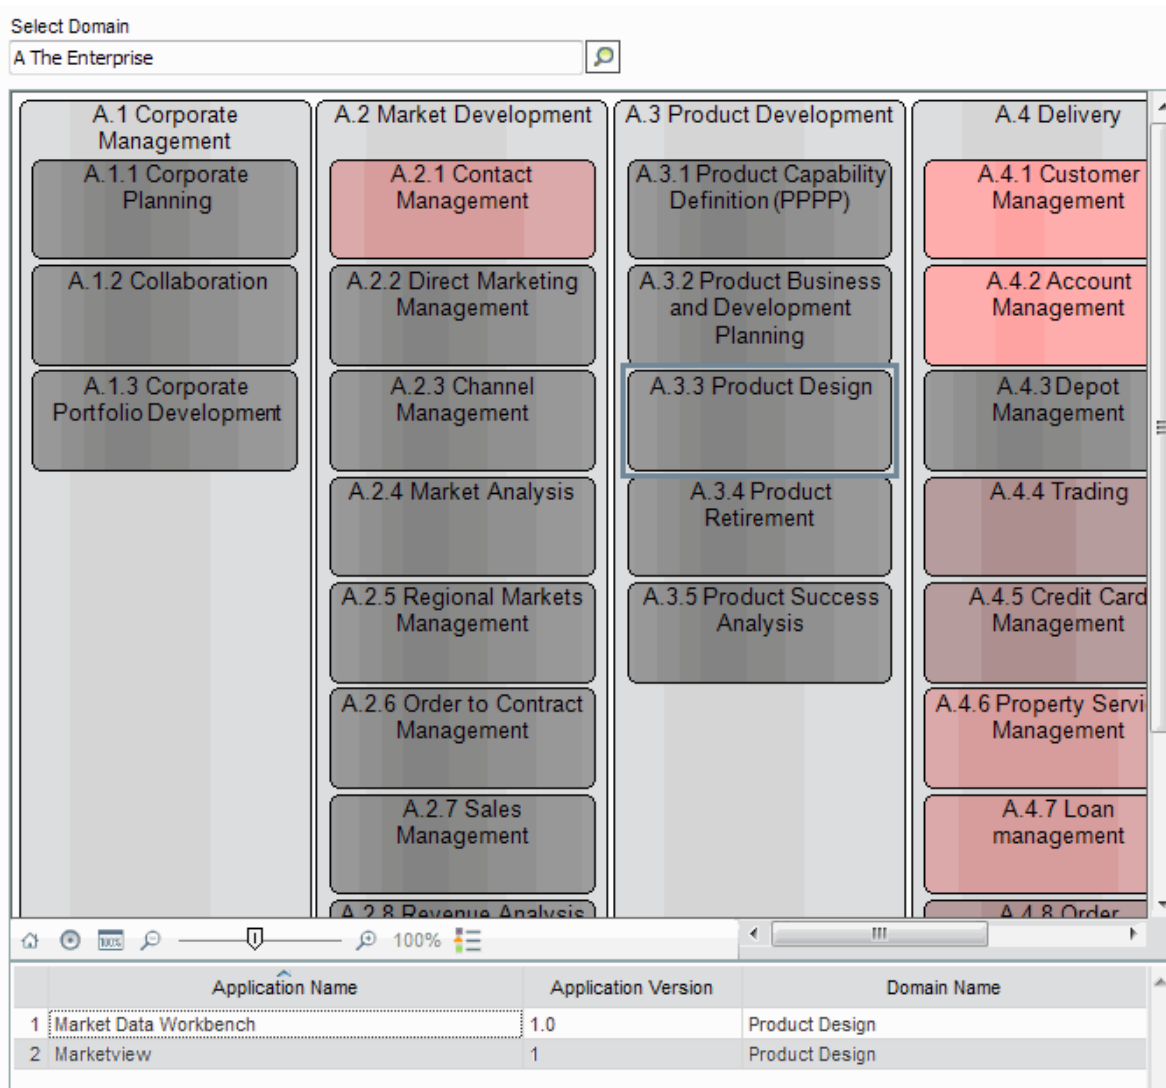 Select Domain
A The Enterprise
A.1 Corporate
Management
A.1.1 Corporate
Planning
A.1.2 Collaboration
A.1.3 Corporate
Portfolio Development
A.2 Market Development
A.2.1 Contact
Management
A.2.2 Direct Marketing
Management
A.2.3 Channel
Management
A.2.4 Market Analysis
A.2.5 Regional Markets
Management
A.2.6 Order to Contract
Management
A.2.7 Sales
Management
A.2.8 Revenue Analysis
A.3 Product Development
A.3.1 Product Capability
Definition (PPPP)
A.3.2 Product Business
and Development
Planning
A.3.3 Product Design
A.3.4 Product
Retirement
A.3.5 Product Success
Analysis
A.4 Delivery
A.4.1 Customer
Management
A.4.2 Account
Management
A.4.3 Depot
Management
A.4.4 Trading
A.4.5 Credit Card
Management
A.4.6 Property Servi
Management
A.4.7 Loan
management
A.4.8 Order
100% 100%
Application Name Application Version Domain Name
1 Market Data Workbench 1.0 Product Design
2 Marketview 1 Product Design